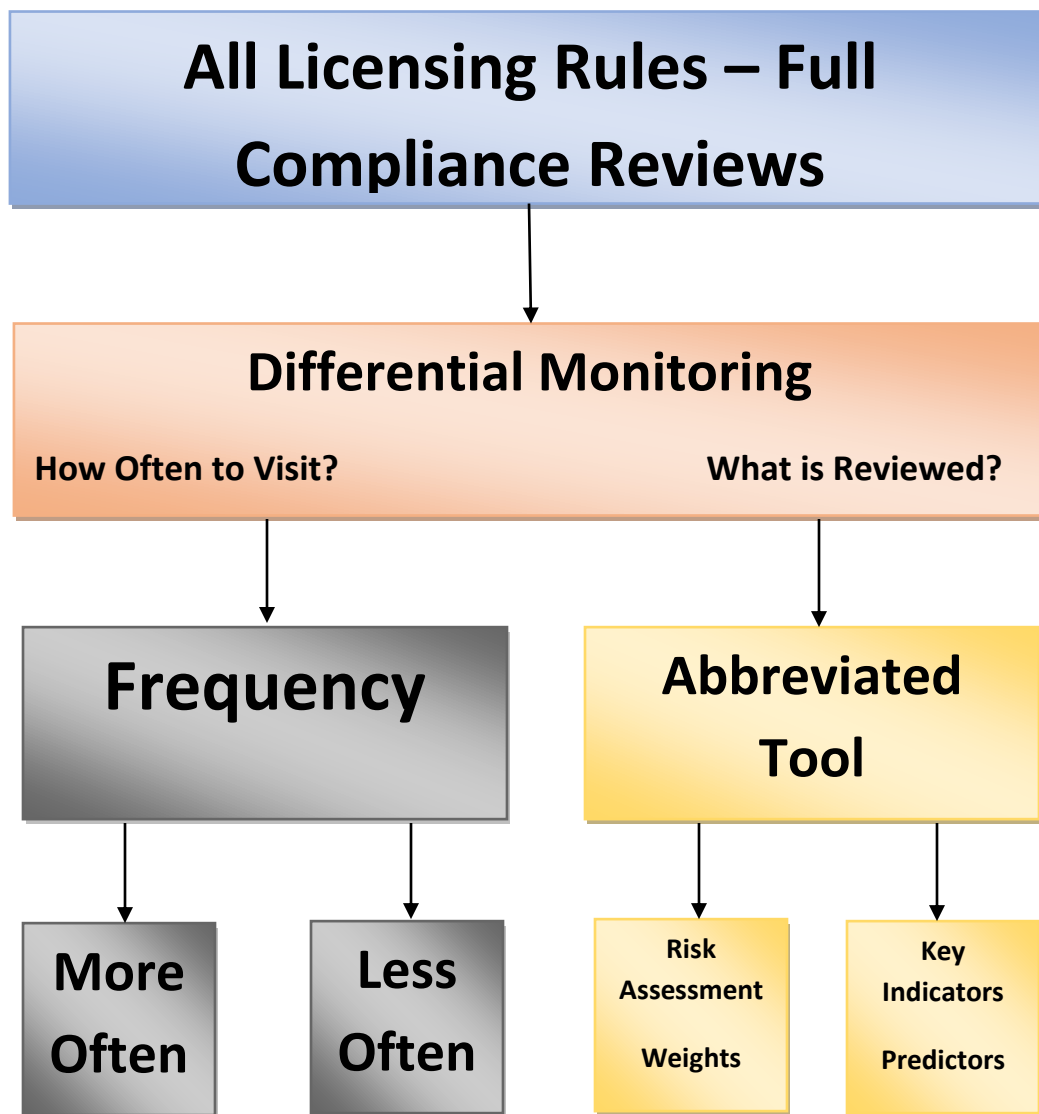 All Licensing Rules – Full
Compliance Reviews
Differential Monitoring
How Often to Visit?
What is Reviewed?
Frequency
Abbreviated
Tool
More
Often
Less
Often
Risk
Assessment
Weights
Key
Indicators
Predictors